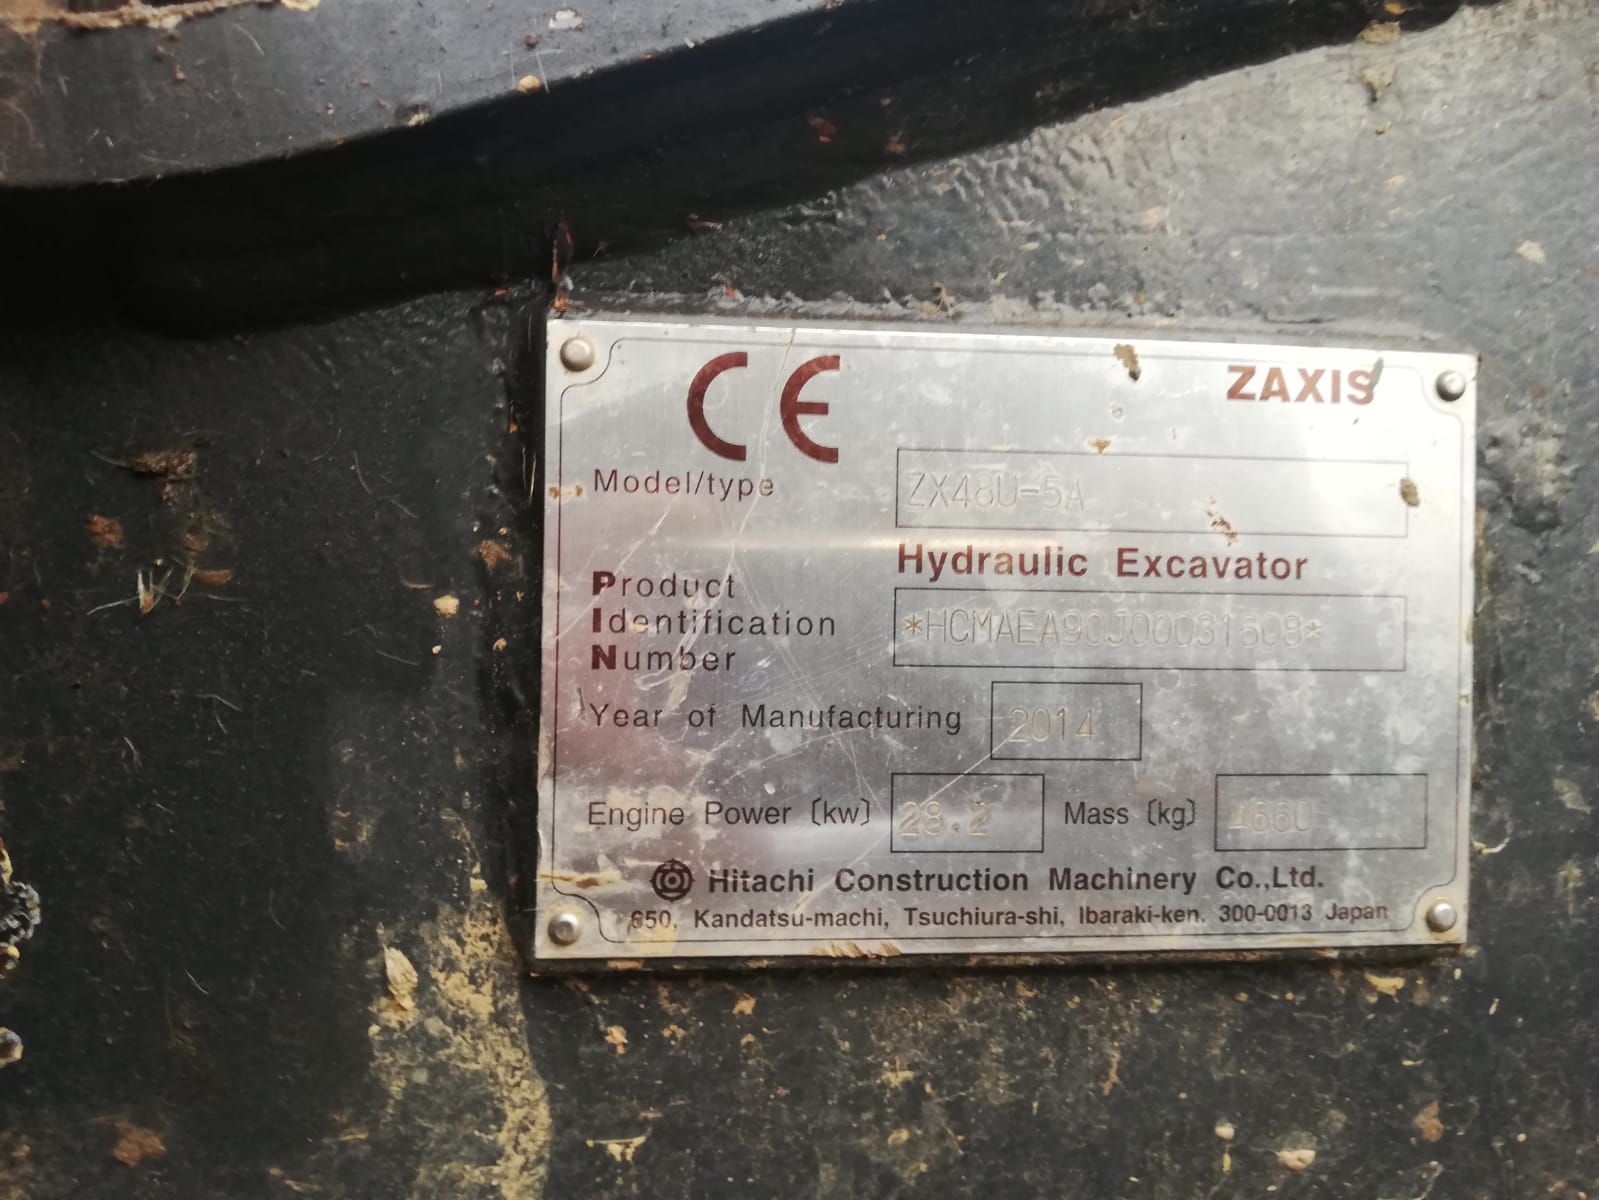 CE ZAXIS
Model/type ZX48U-5A
Hydraulic Excavator
Product
Identification *HCMAEA90J00031608*
Number
Year of Manufacturing 2014
Engine Power (kw) 28.2 Mass (kg) 4660
Hitachi Construction Machinery Co.,Ltd.
650, Kandatsu-machi, Tsuchiura-shi, Ibaraki-ken. 300-0013 Japan